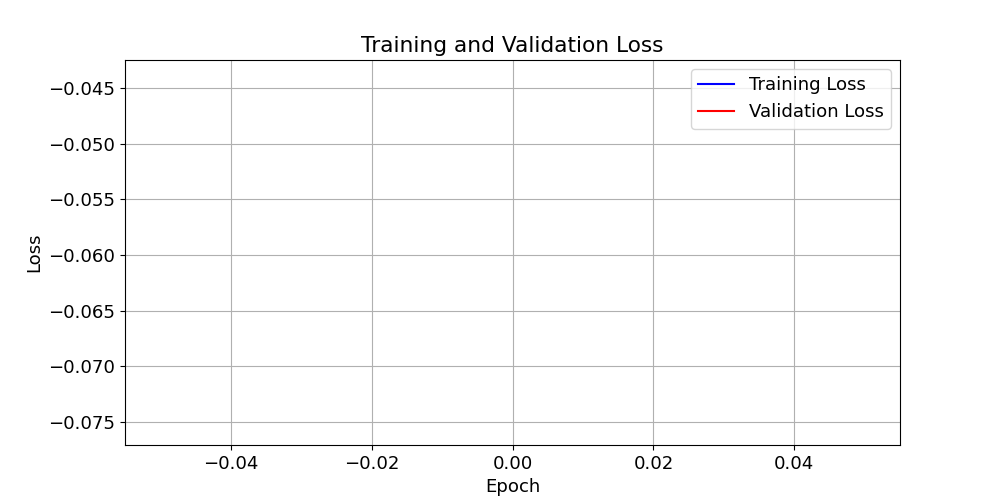 Training and Validation Loss
Training Loss
Validation Loss
−0.045
−0.050
−0.055
−0.060
−0.065
−0.070
−0.075
Loss
−0.04 −0.02 0.00 0.02 0.04
Epoch